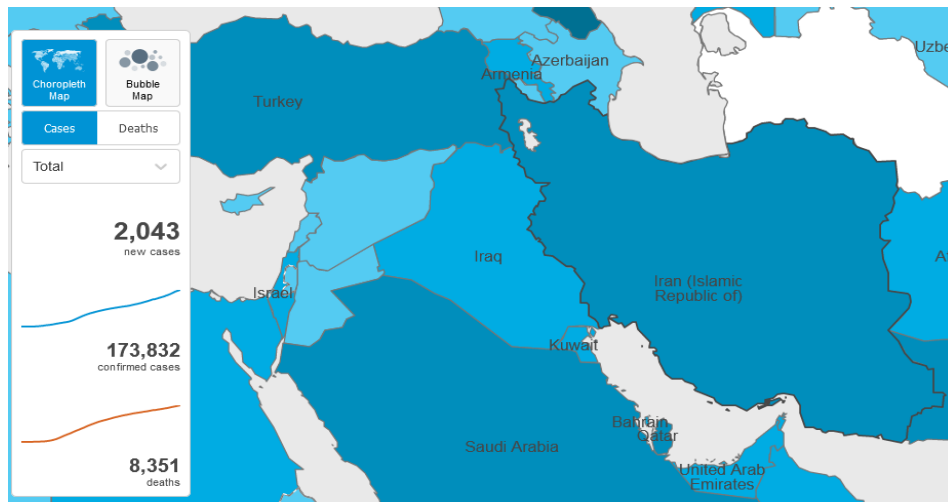 Choropleth
Map
Bubble
Map
Cases
Deaths
Total
2,043
new cases
173,832
confirmed cases
8,351
deaths
Turkey
Armenia
Azerbaijan
Uzbe
Israel
Iraq
Iran (Islamic
Republic of)
Kuwait
Bahrain
Qatar
Saudi Arabia
United Arab
Emirates